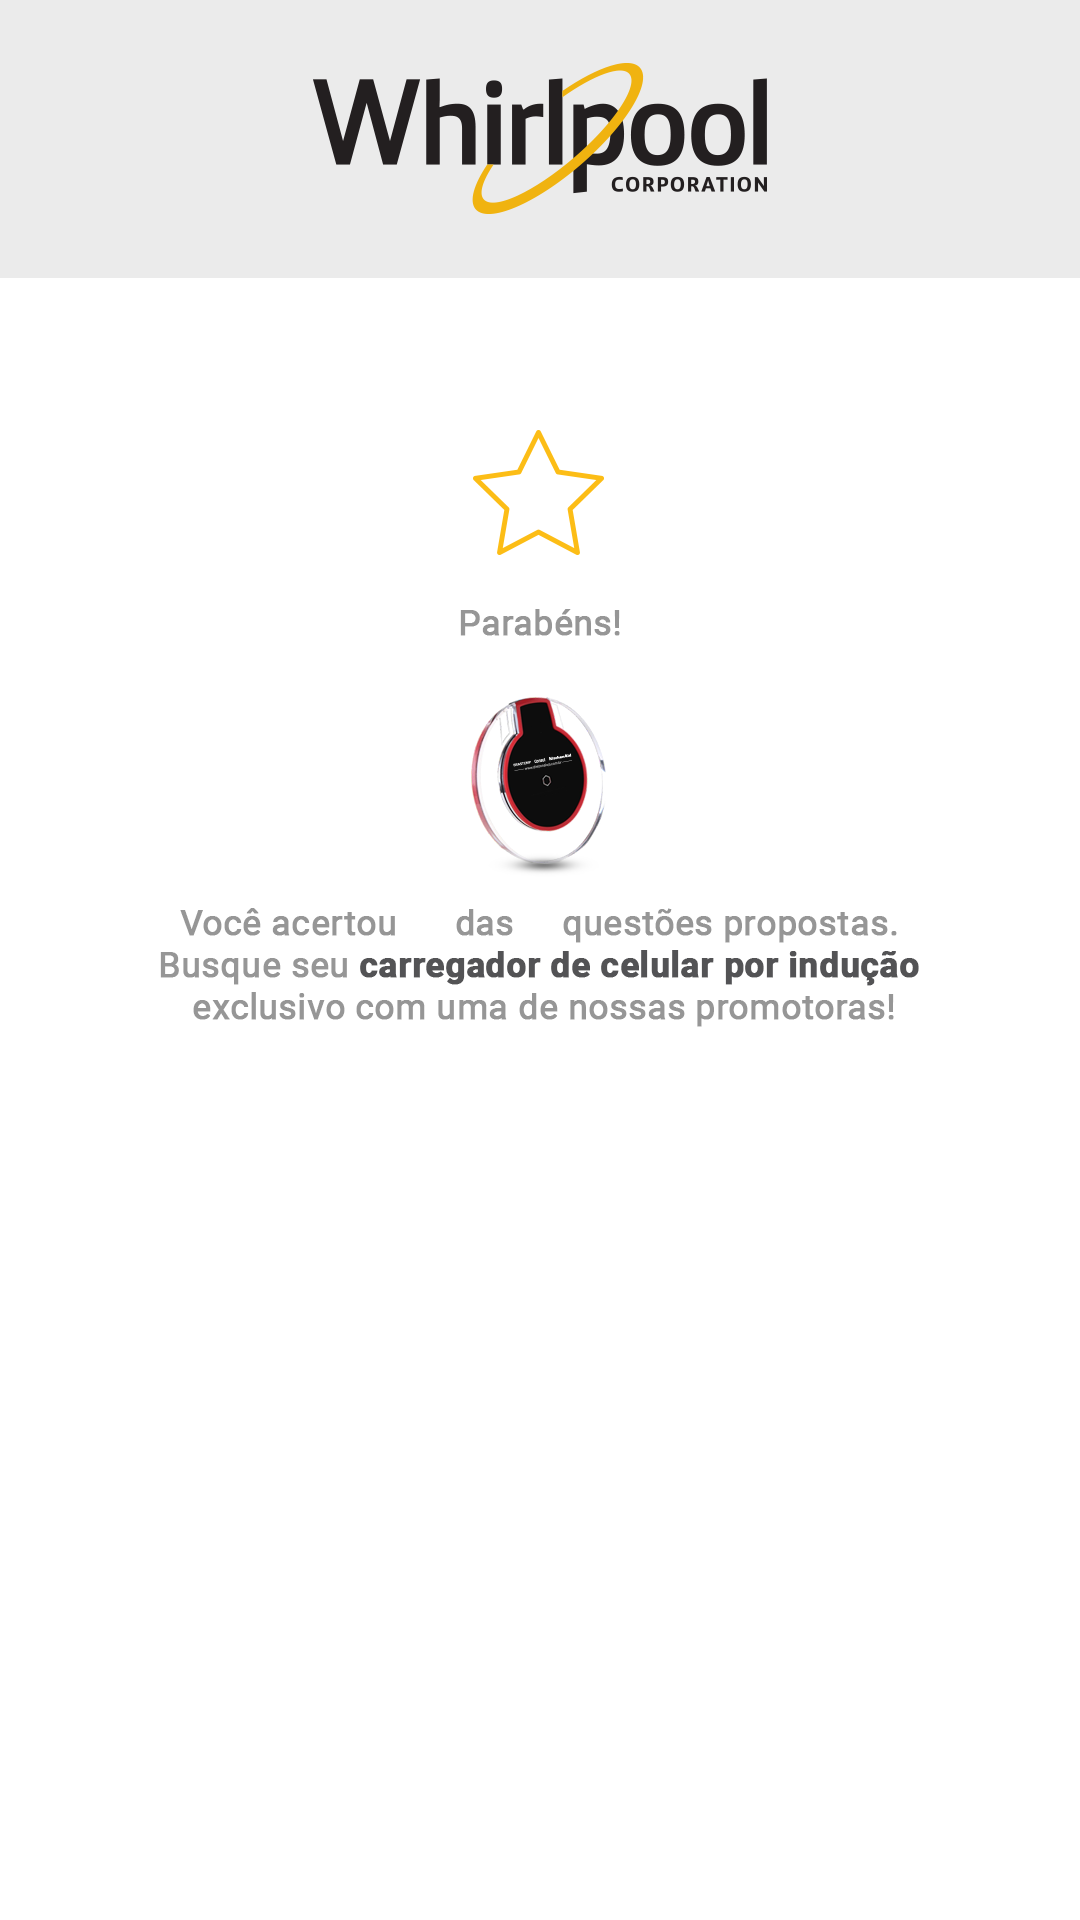 Whirlpool
CORPORATION
Parabéns!
Você acertou das questões propostas.
Busque seu carregador de celular por indução
exclusivo com uma de nossas promotoras!